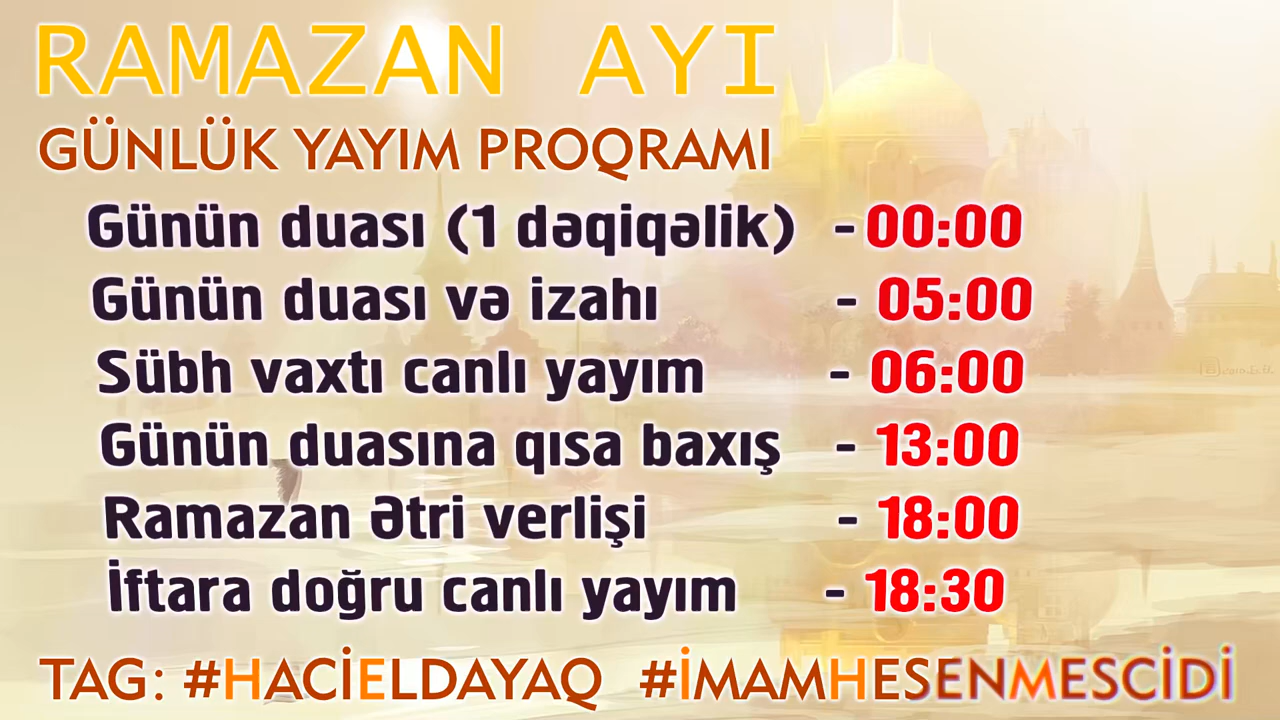 RAMAZAN AYI
GÜNLÜK YAYIM PROQRAMI
Günün duası (1 dəqiqəlik) - 00:00
Günün duası və izahı - 05:00
Sübh vaxtı canlı yayım - 06:00
Günün duasına qısa baxış - 13:00
Ramazan Ətri verlişi - 18:00
İftara doğru canlı yayım - 18:30
TAG: #HACİELDAYAQ #İMAMHESENMESCİDİ